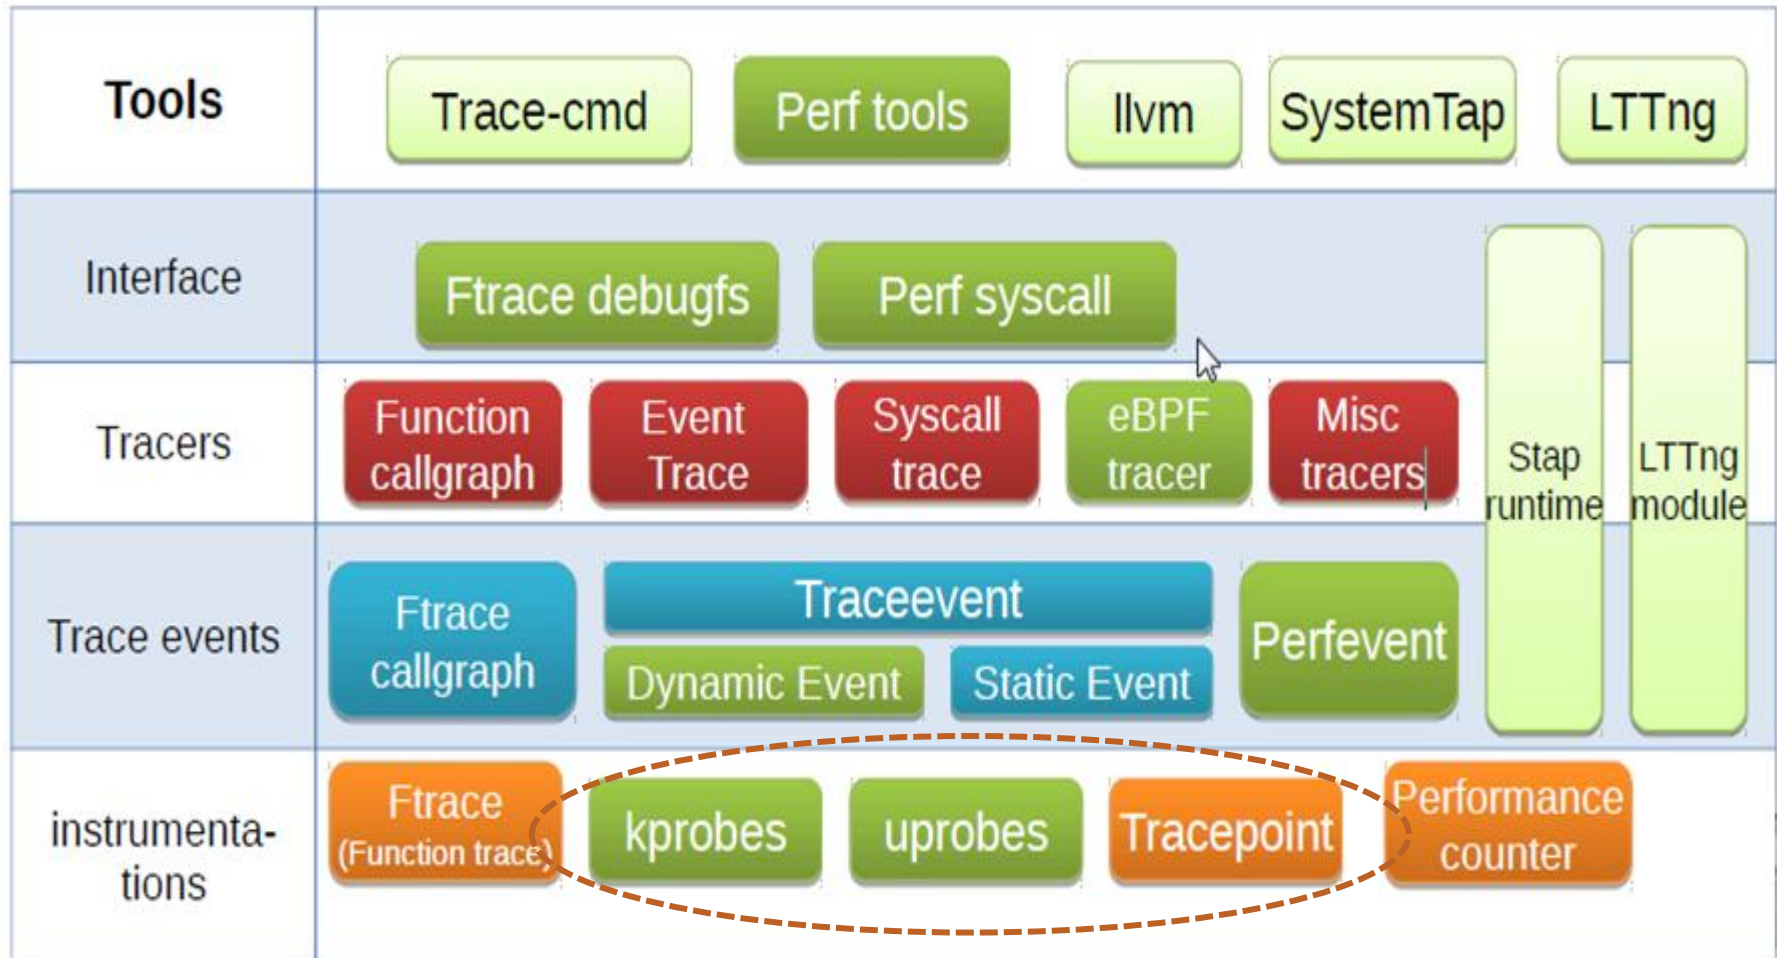 Tools
Trace-cmd
Perf tools
llvm
SystemTap
LTTng
Interface
Ftrace debugfs
Perf syscall
Tracers
Function
callgraph
Event
Trace
Syscall
trace
eBPF
tracer
Misc
tracers
Stap
runtime
LTTng
module
Trace events
Ftrace
callgraph
Traceevent
Dynamic Event
Static Event
Perfevent
instrumenta-
tions
Ftrace
(Function trace)
kprobes
uprobes
Tracepoint
Performance
counter